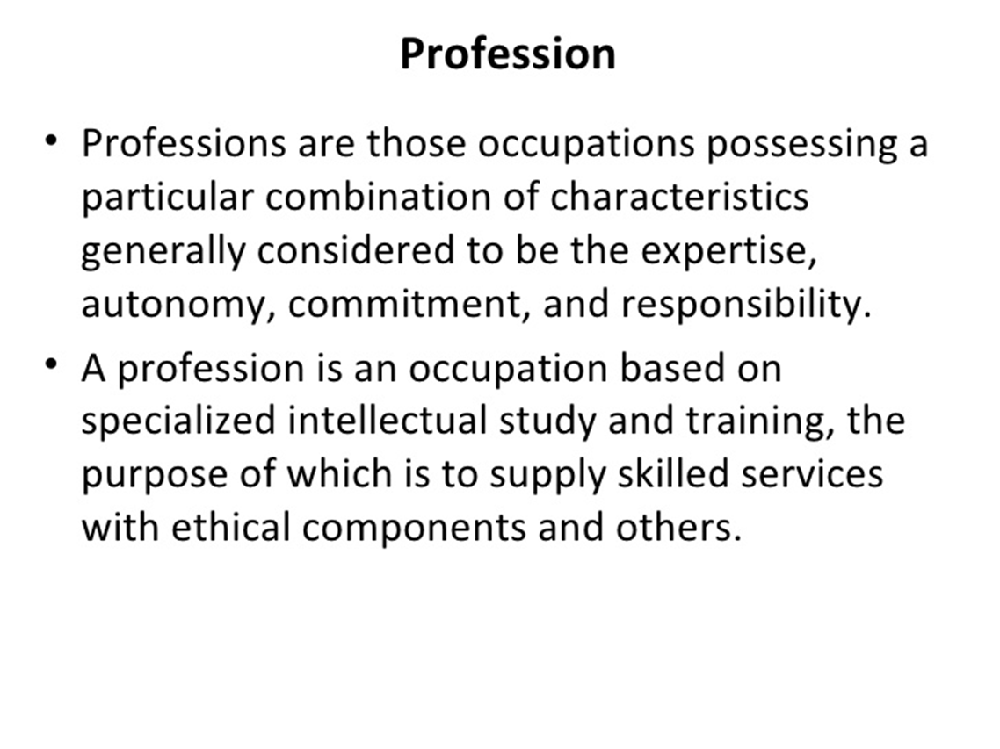 Profession
• Professions are those occupations possessing a
particular combination of characteristics
generally considered to be the expertise,
autonomy, commitment, and responsibility.
• A profession is an occupation based on
specialized intellectual study and training, the
purpose of which is to supply skilled services
with ethical components and others.